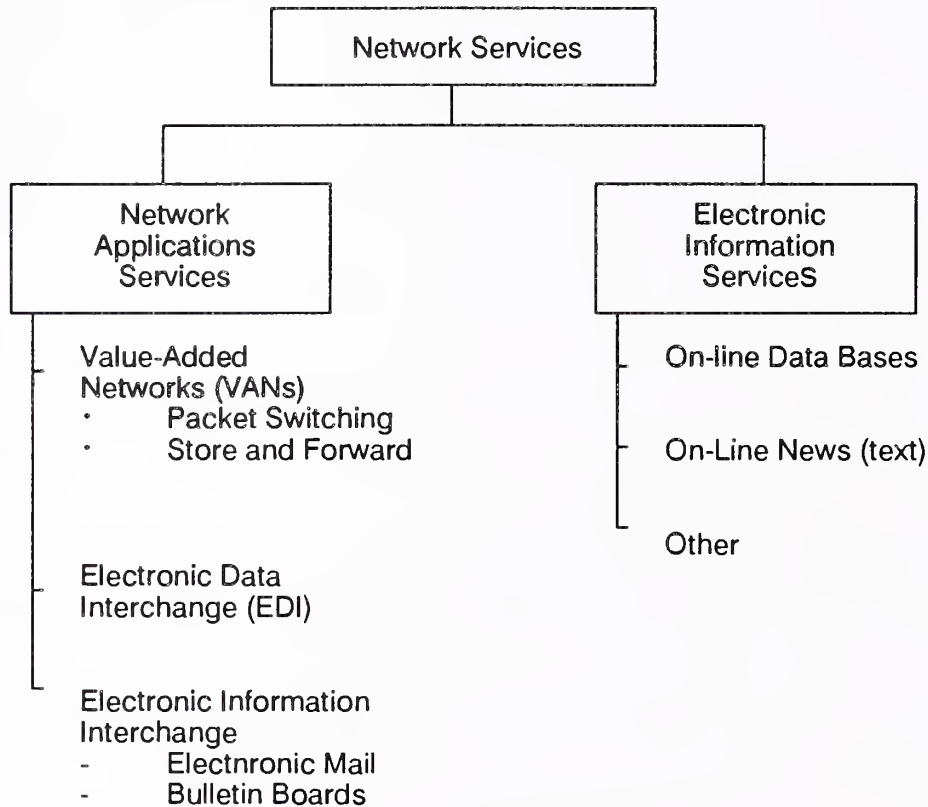 Network Services
Network
Applications
Services
Value-Added
Networks (VANs)
· Packet Switching
· Store and Forward
Electronic Data
Interchange (EDI)
Electronic Information
Interchange
- Electnronic Mail
- Bulletin Boards
Electronic
Information
ServiceS
On-line Data Bases
On-Line News (text)
Other